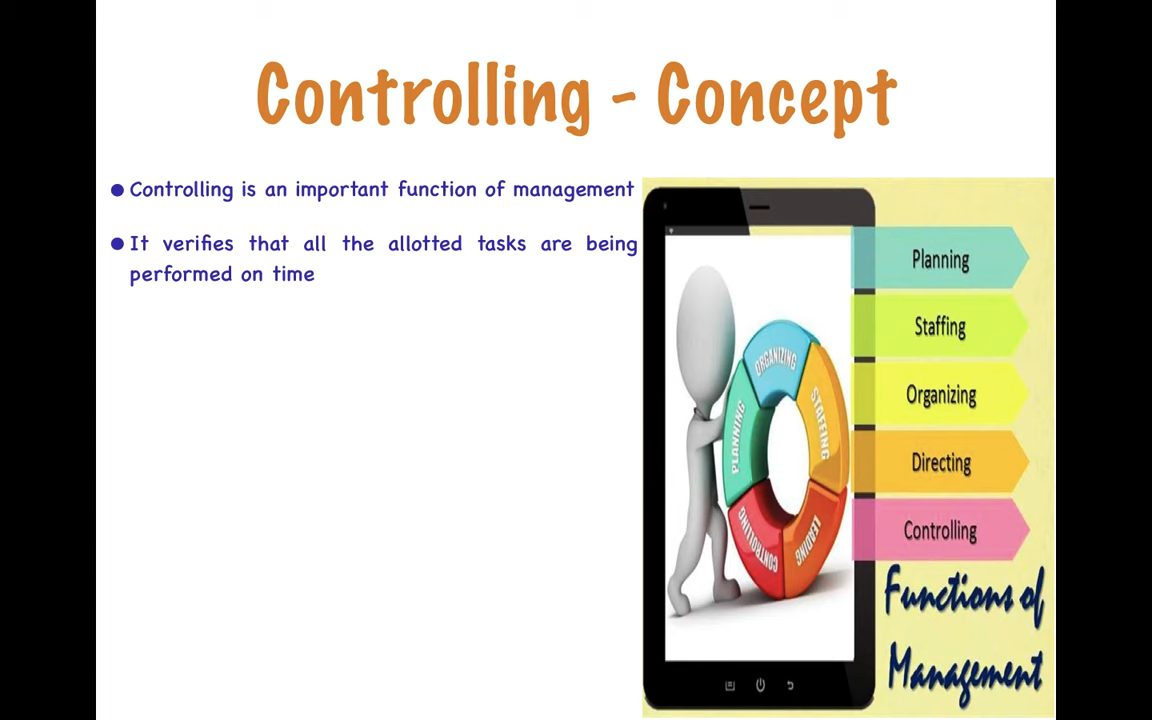 Controlling - Concept
● Controlling is an important function of management
● It verifies that all the allotted tasks are being
performed on time
Planning
Staffing
Organizing
Directing
Controlling
ORGANIZING
STAFFING
LEADING
CONTROLLING
PLANNING
Functions of
Management